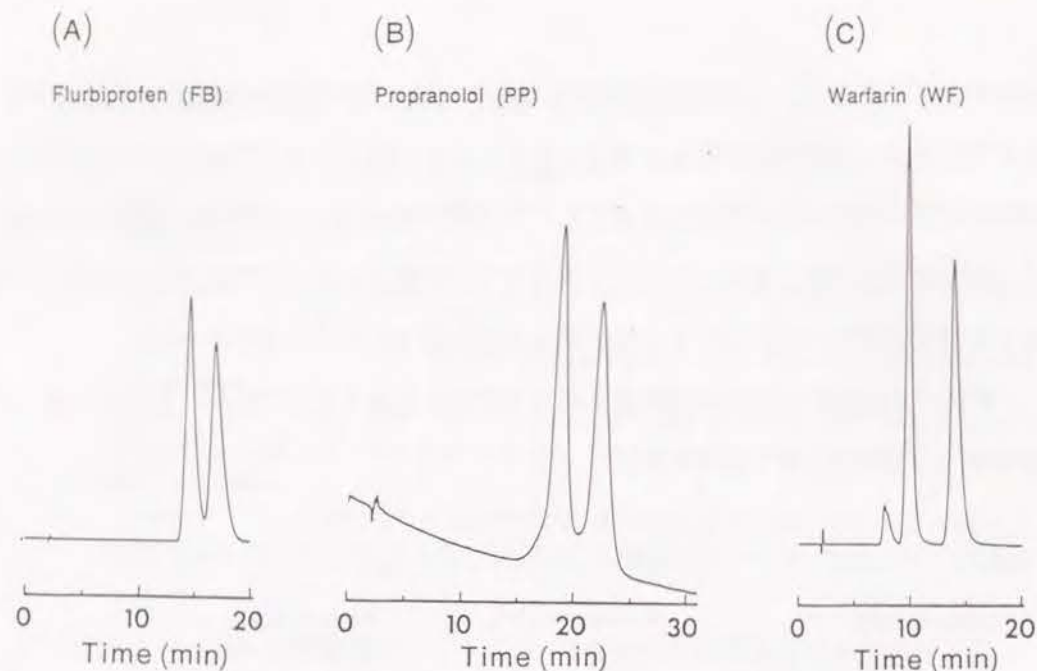 (A)
(B)
(C)
Flurbiprofen (FB)
Propranolol (PP)
Warfarin (WF)
0 10 20
0 10 20 30
0 10 20
Time (min)
Time (min)
Time (min)